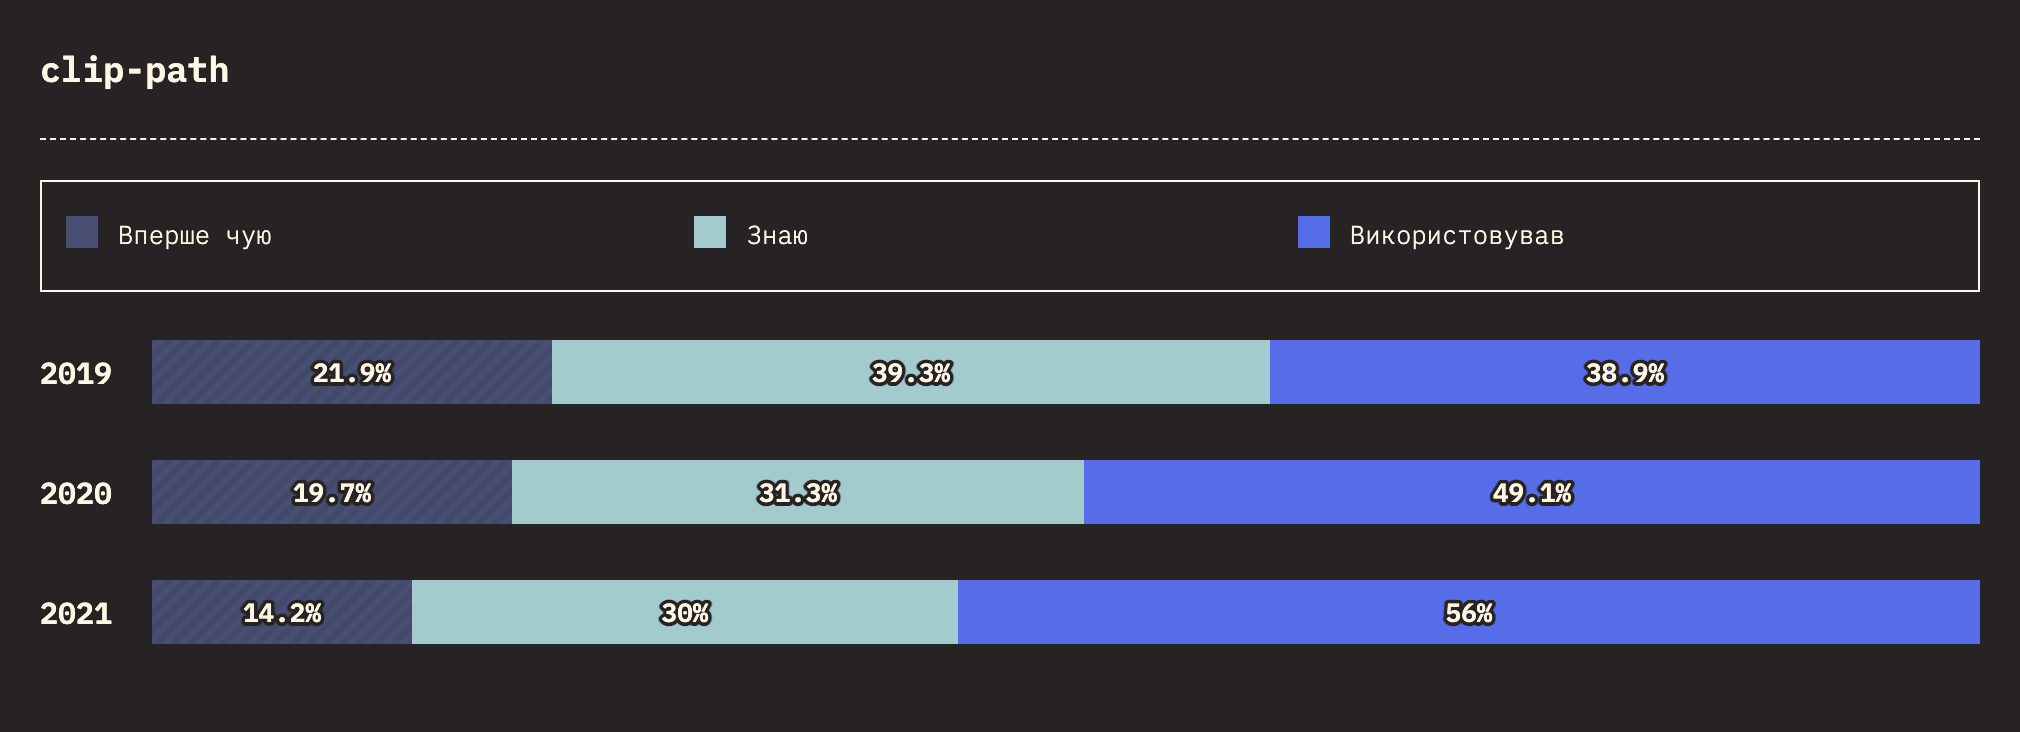 clip-path
Вперше чую Знаю Використовував
2019 21.9% 39.3% 38.9%
2020 19.7% 31.3% 49.1%
2021 14.2% 30% 56%